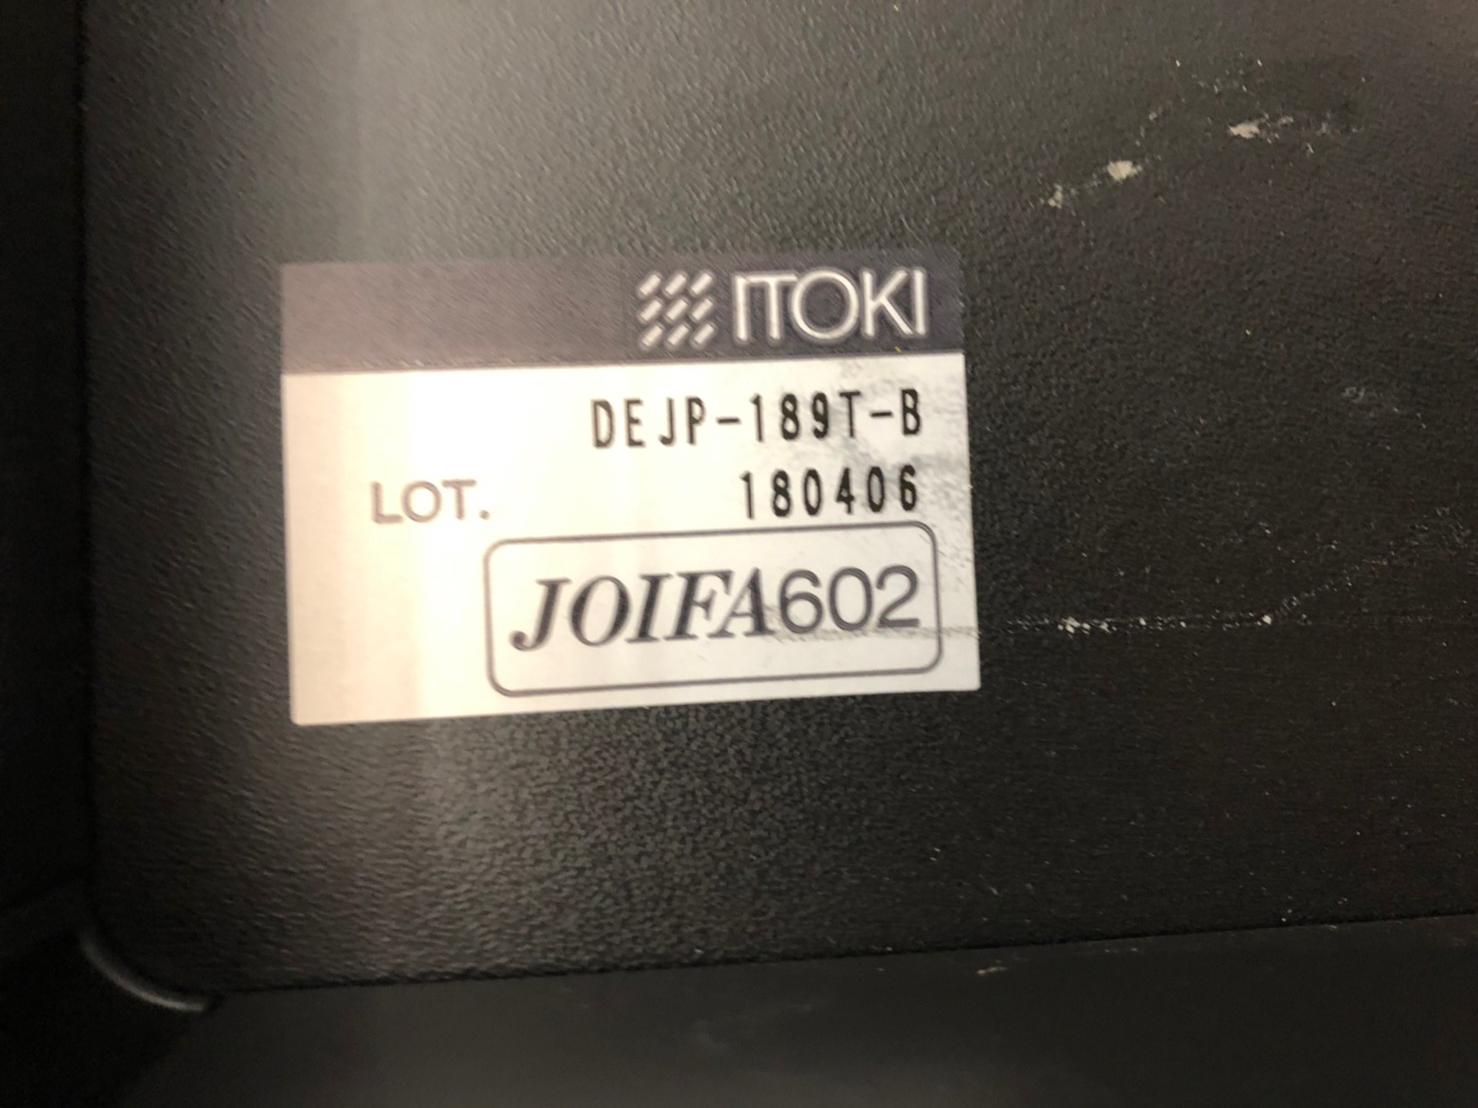 ITOKI
DEJP-189T-B
LOT. 180406
JOIFA602